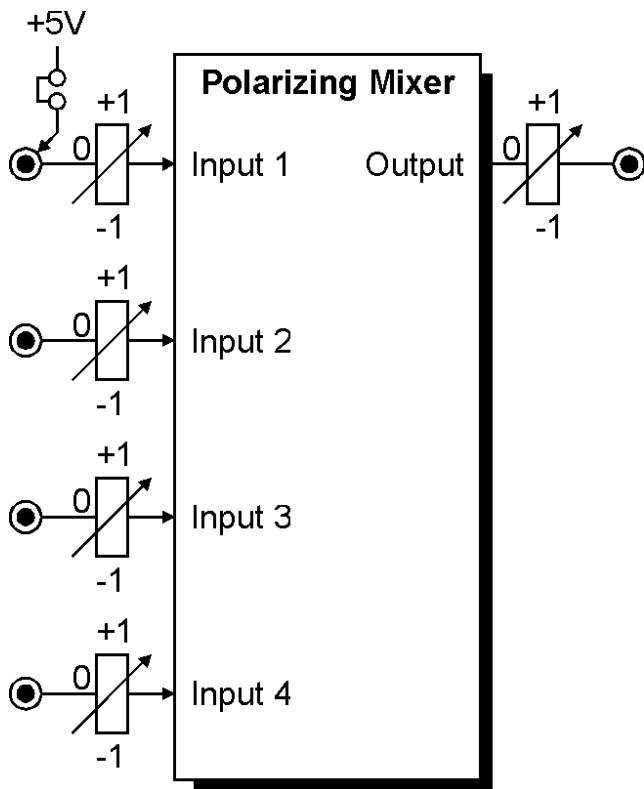 +5V
Polarizing Mixer
+1
0
-1
Input 1
Output
0
+1
-1
+1
0
-1
Input 2
+1
0
-1
Input 3
+1
0
-1
Input 4